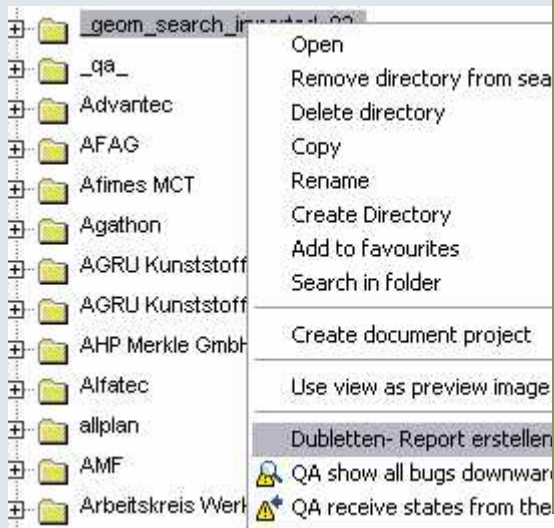 _geom_search_imported_02
_qa_
Advantec
AFAG
Afimes MCT
Agathon
AGRU Kunststoff
AGRU Kunststoff
AHP Merkle GmbH
Alfatec
allplan
AMF
Arbeitskreis Werk
Open
Remove directory from sea
Delete directory
Copy
Rename
Create Directory
Add to favourites
Search in folder
Create document project
Use view as preview image
Dubletten- Report erstellen
QA show all bugs downward
QA receive states from the